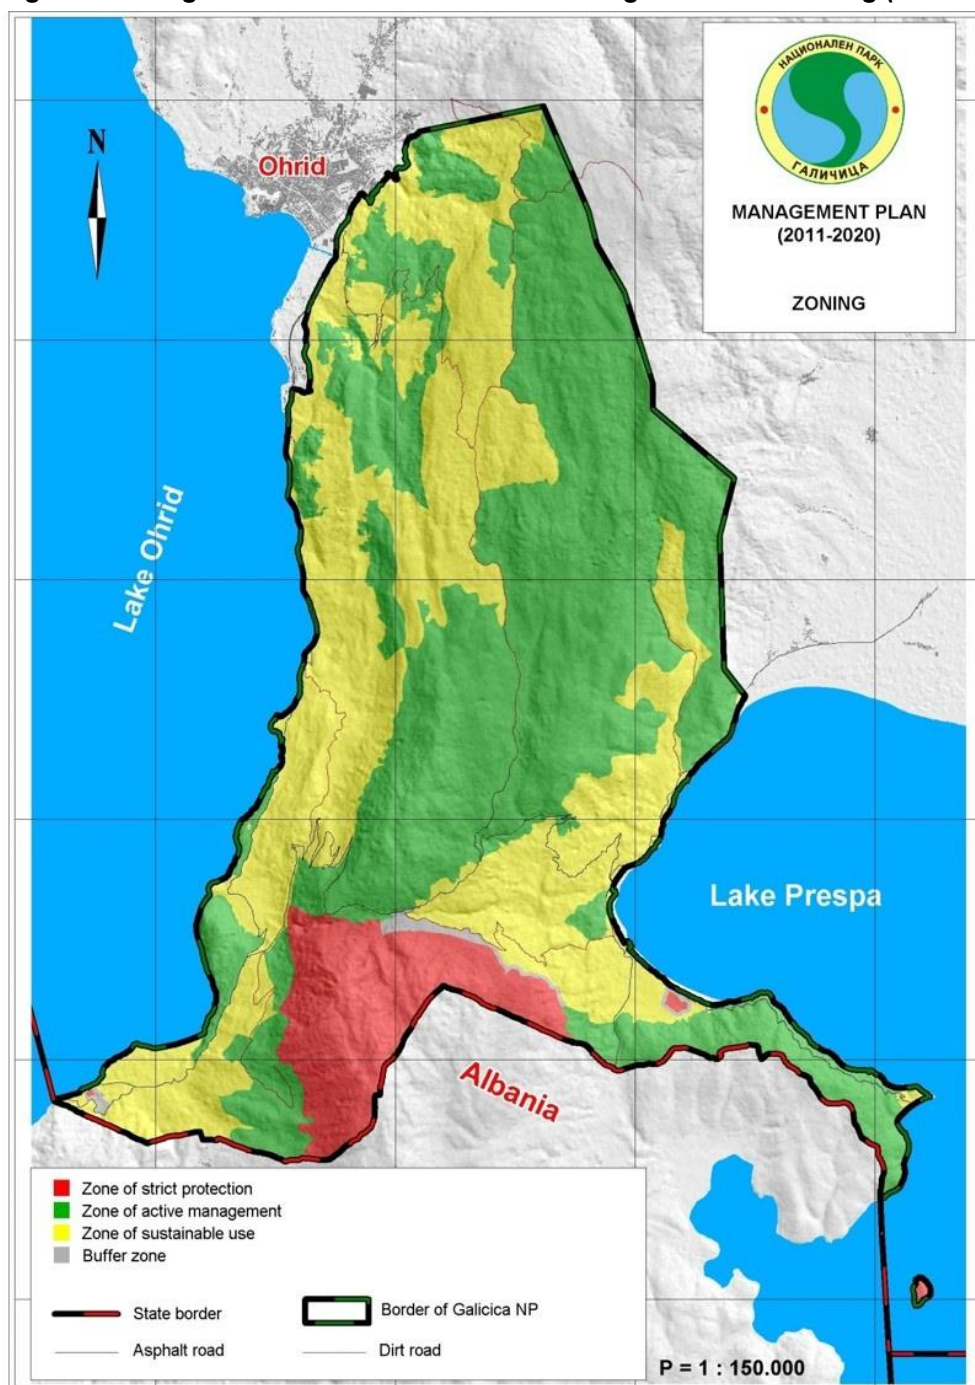 N
Ohrid
НАЦИОНАЛЕН ПАРК
ГАЛИЧИЦА
MANAGEMENT PLAN
(2011-2020)
ZONING
Lake Ohrid
Lake Prespa
Albania
Zone of strict protection
Zone of active management
Zone of sustainable use
Buffer zone
State border
Border of Galicica NP
Asphalt road
Dirt road
P = 1 : 150.000